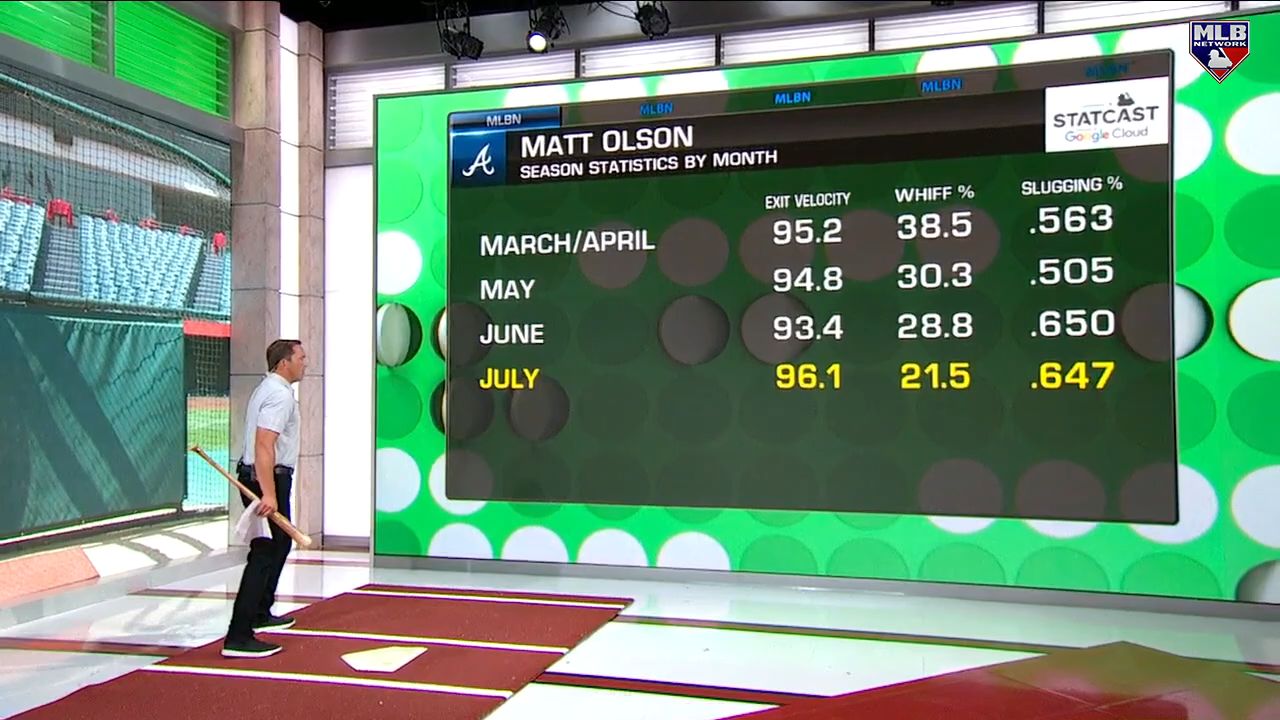 MLB
NETWORK
MLBN MLBN MLBN MLBN
MLBN
MATT OLSON
SEASON STATISTICS BY MONTH
STATCAST
Google Cloud
A
EXIT VELOCITY WHIFF % SLUGGING %
MARCH/APRIL 95.2 38.5 .563
MAY 94.8 30.3 .505
JUNE 93.4 28.8 .650
JULY 96.1 21.5 .647